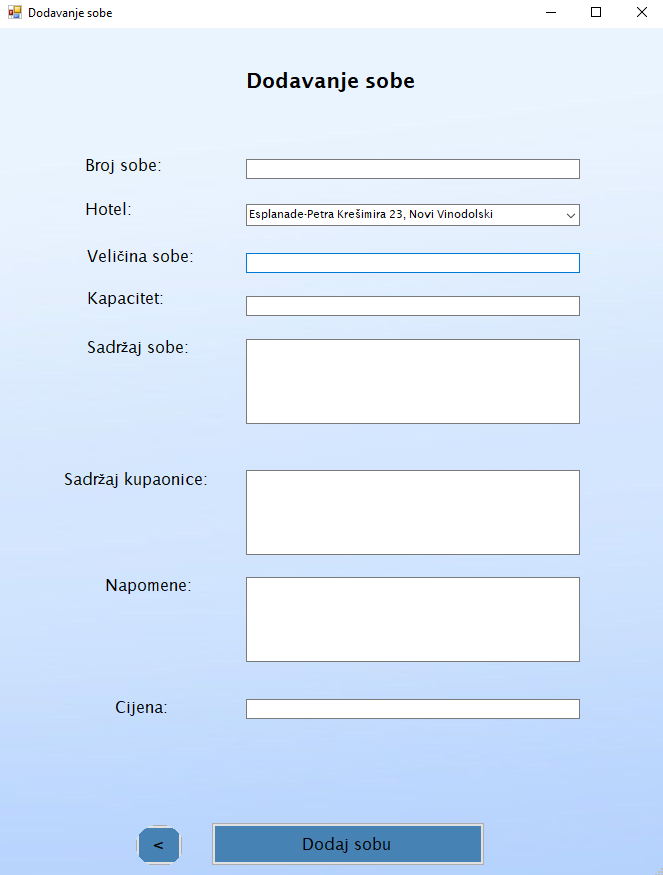 Dodavanje sobe
Dodavanje sobe
Broj sobe:
Hotel:
Esplanade-Petra Krešimira 23, Novi Vinodolski
Veličina sobe:
Kapacitet:
Sadržaj sobe:
Sadržaj kupaonice:
Napomene:
Cijena:
<
Dodaj sobu